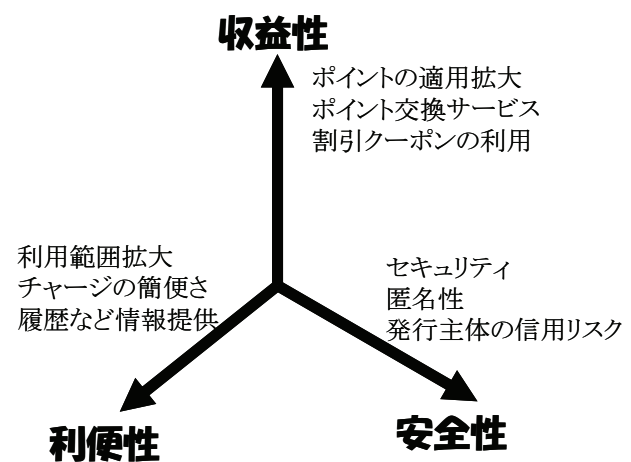 収益性
ポイントの適用拡大
ポイント交換サービス
割引クーポンの利用
利用範囲拡大
チャージの簡便さ
履歴など情報提供
セキュリティ
匿名性
発行主体の信用リスク
利便性
安全性